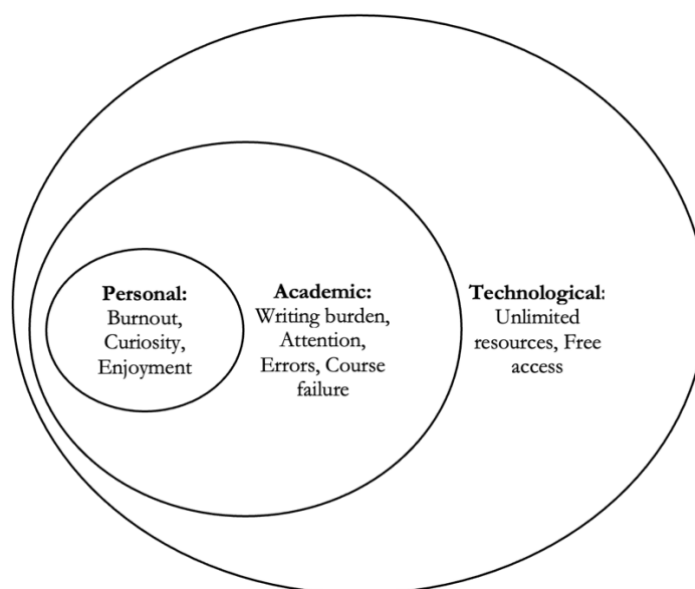 Personal:
Burnout,
Curiosity,
Enjoyment
Academic:
Writing burden,
Attention,
Errors, Course
failure
Technological:
Unlimited
resources, Free
access